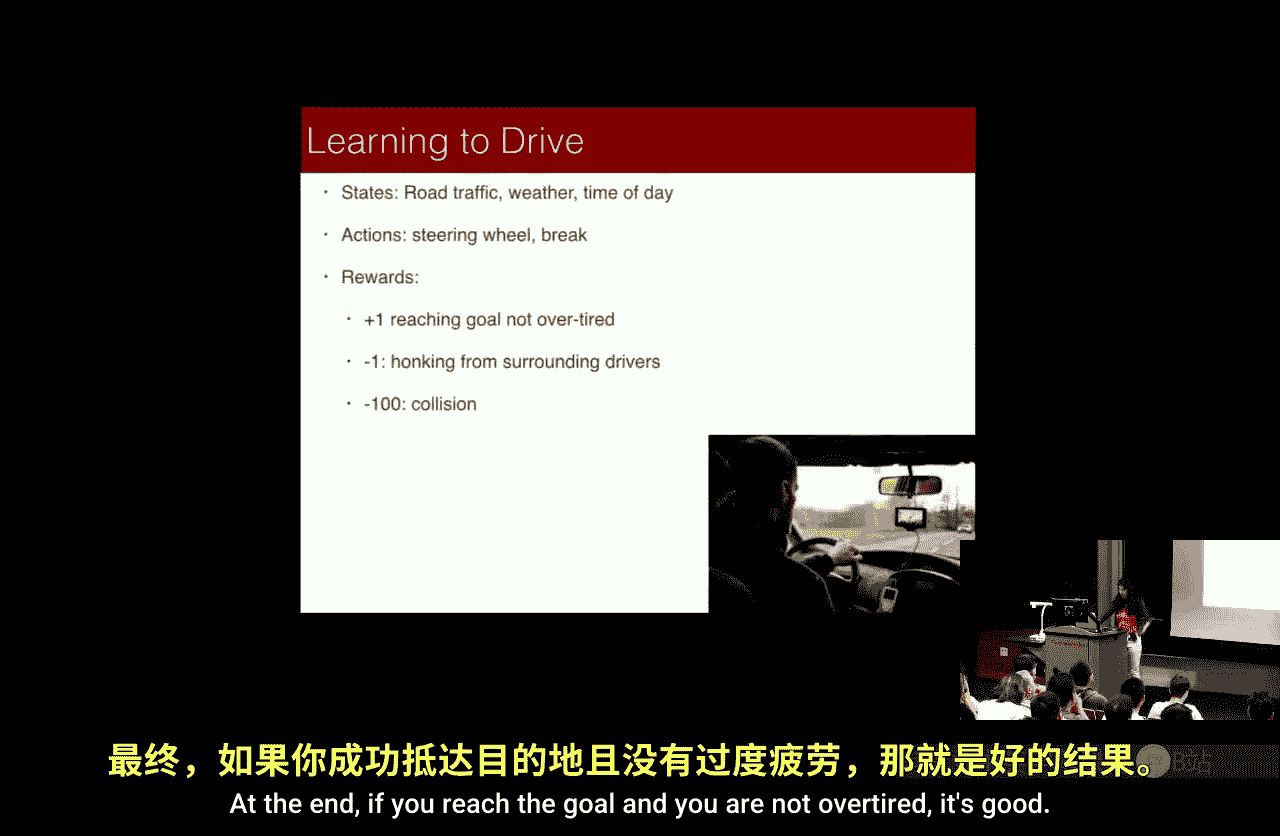 Learning to Drive
· States: Road traffic, weather, time of day
· Actions: steering wheel, break
· Rewards:
· +1 reaching goal not over-tired
· -1: honking from surrounding drivers
· -100: collision
最终，如果你成功抵达目的地且没有过度疲劳，那就是好的结果。
B站
At the end, if you reach the goal and you are not overtired, it's good.